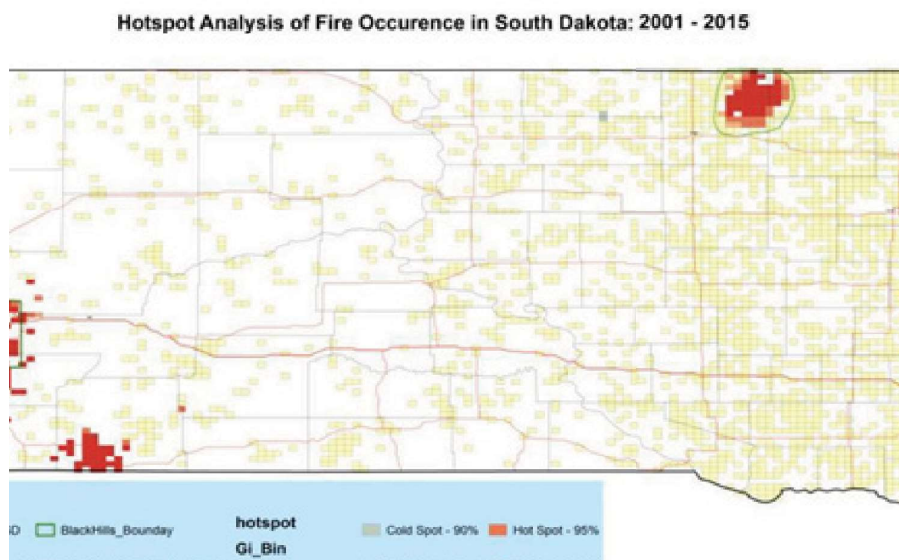 Hotspot Analysis of Fire Occurence in South Dakota: 2001 - 2015
SD BlackHills_Bounday hotspot Cold Spot - 90% Hot Spot - 95%
Gi_Bin